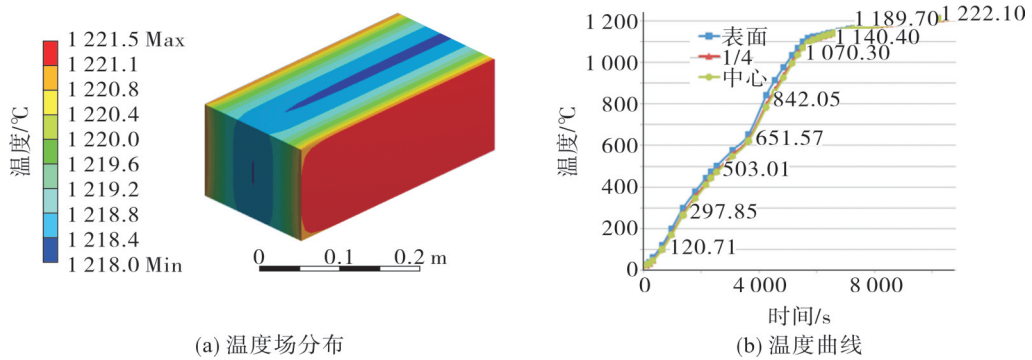 温度/℃
1 221.5 Max
1 221.1
1 220.8
1 220.4
1 220.0
1 219.6
1 219.2
1 218.8
1 218.4
1 218.0 Min
0 0.1 0.2 m
(a) 温度场分布
温度/℃
1 200
1 000
800
600
400
200
0
表面
1/4
中心
1 222.10
1 189.70
1 140.40
1 070.30
842.05
651.57
503.01
297.85
120.71
0 4 000 8 000
时间/s
(b) 温度曲线